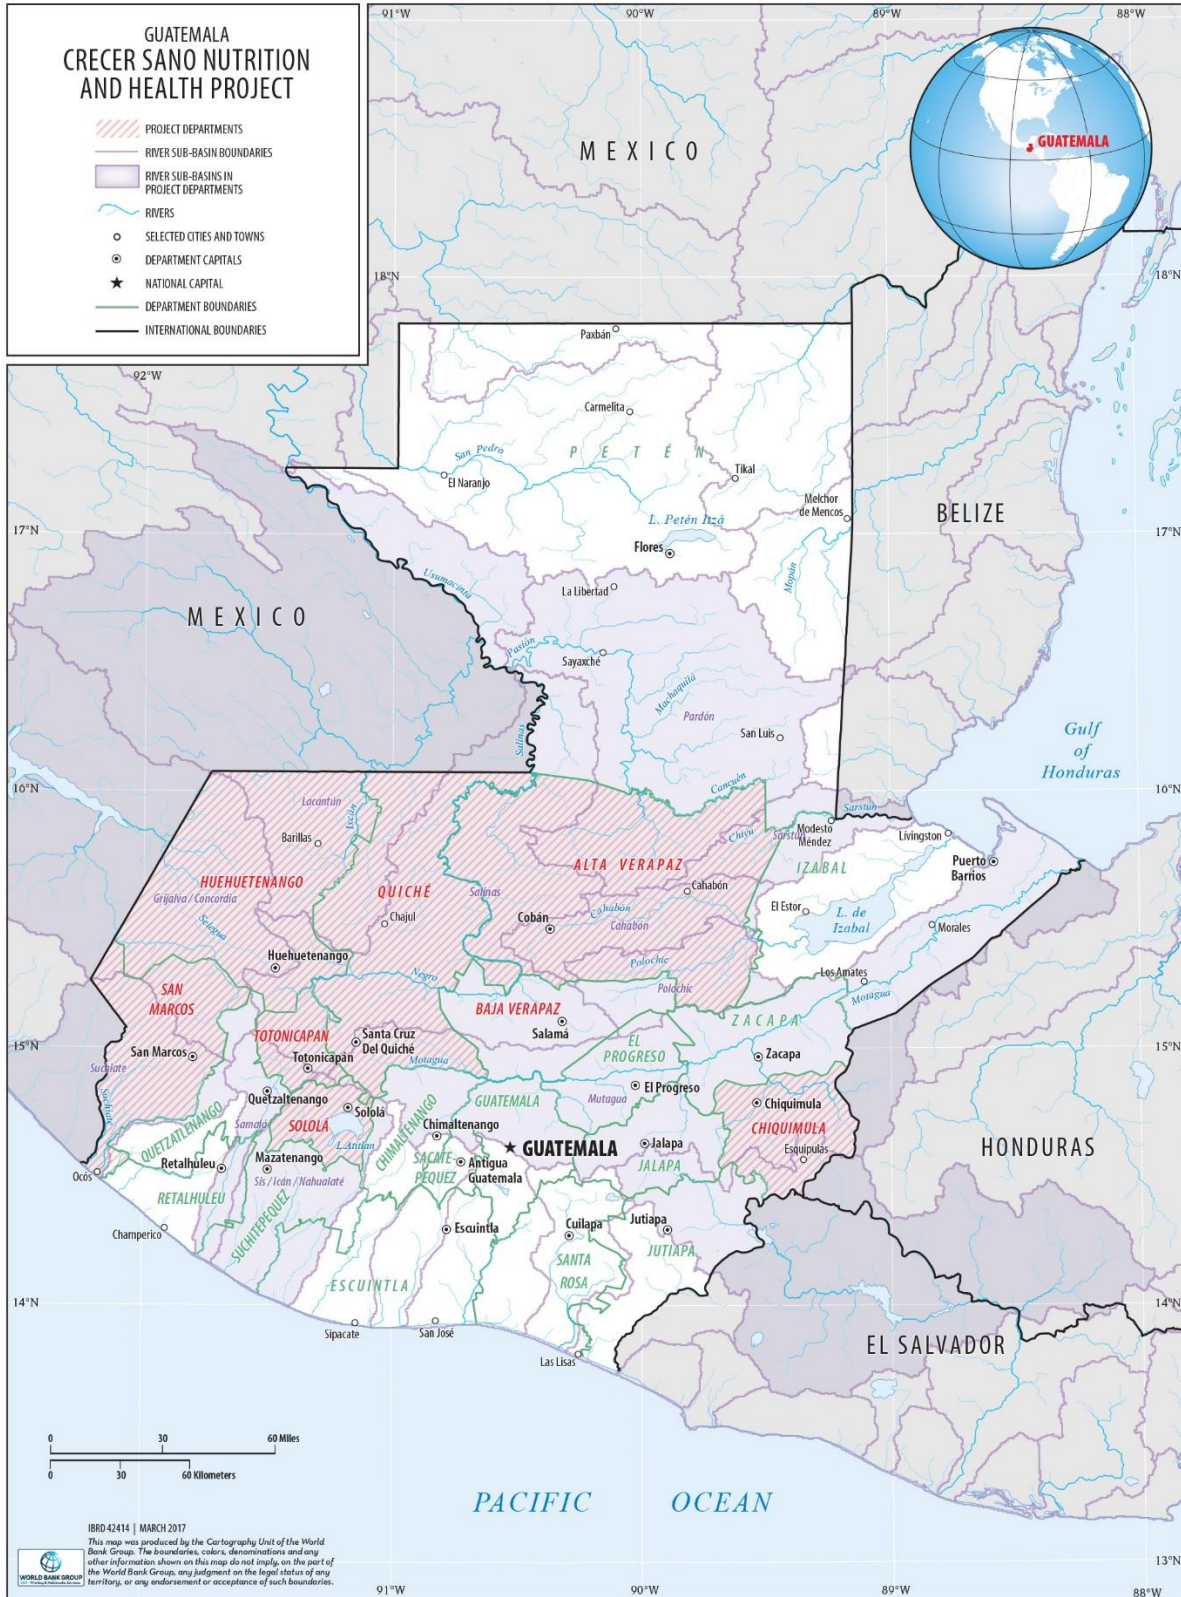 GUATEMALA
CRECER SANO NUTRITION
AND HEALTH PROJECT
PROJECT DEPARTMENTS
RIVER SUB-BASIN BOUNDARIES
RIVER SUB-BASINS IN
PROJECT DEPARTMENTS
RIVERS
SELECTED CITIES AND TOWNS
DEPARTMENT CAPITALS
NATIONAL CAPITAL
DEPARTMENT BOUNDARIES
INTERNATIONAL BOUNDARIES
91°W
90°W
89°W
88°W
GUATEMALA
MEXICO
18°N
18°N
92°W
Paxbán
Carmelita
San Pedro
PETÉN
El Naranjo
Tikal
Melchor
de Mencos
L. Petén Itzá
Flores
BELIZE
17°N
17°N
Usumacinta
La Libertad
Mopán
MEXICO
Pasión
Sayaxché
Machaquilá
Pardón
San Luis
Salinas
Gulf
of
Honduras
16°N
16°N
Cancuén
Lacantún
Ixcán
Barillas
Chiyú
Sarstún
Sarstún
Modesto
Méndez
Livingston
HUEHUETENANGO
QUICHÉ
ALTA VERAPAZ
IZABAL
Puerto
Barrios
Grijalva / Concordia
Salinas
Cahabón
Selegua
Chajul
Cobán
Cahabón
Cahabón
El Estor
L. de
Izabal
Morales
Huehuetenango
Negro
Polochic
Polochic
Los Amates
Motagua
SAN
MARCOS
BAJA VERAPAZ
Salamá
ZACAPA
TOTONICAPAN
Santa Cruz
Del Quiché
EL
PROGRESO
15°N
15°N
San Marcos
Totonicapán
Motagua
Zacapa
Suchiate
Suchiate
Quetzaltenango
Sololá
GUATEMALA
El Progreso
Mutagua
Chiquimula
CHIQUIMULA
Samalá
SOLOLÁ
L.Atitlan
CHIMALTENANGO
Chimaltenango
QUETZALTENANGO
SACATE-
PEQUEZ
GUATEMALA
Jalapa
JALAPA
Esquipulas
HONDURAS
Ocós
Retalhuleu
Mazatenango
Antigua
Guatemala
Sis / Icán / Nahualaté
RETALHULEU
SUCHITEPEQUEZ
Champerico
Escuintla
Cuilapa
Jutiapa
JUTIAPA
SANTA
ROSA
ESCUINTLA
14°N
14°N
Sipacate
San José
Las Lisas
EL SALVADOR
0
30
60 Miles
0
30
60 Kilometers
PACIFIC OCEAN
IBRD 42414 | MARCH 2017
This map was produced by the Cartography Unit of the World
Bank Group. The boundaries, colors, denominations and any
other information shown on this map do not imply, on the part of
the World Bank Group, any judgment on the legal status of any
territory, or any endorsement or acceptance of such boundaries.
WORLD BANK GROUP
13°N
91°W
90°W
89°W
88°W